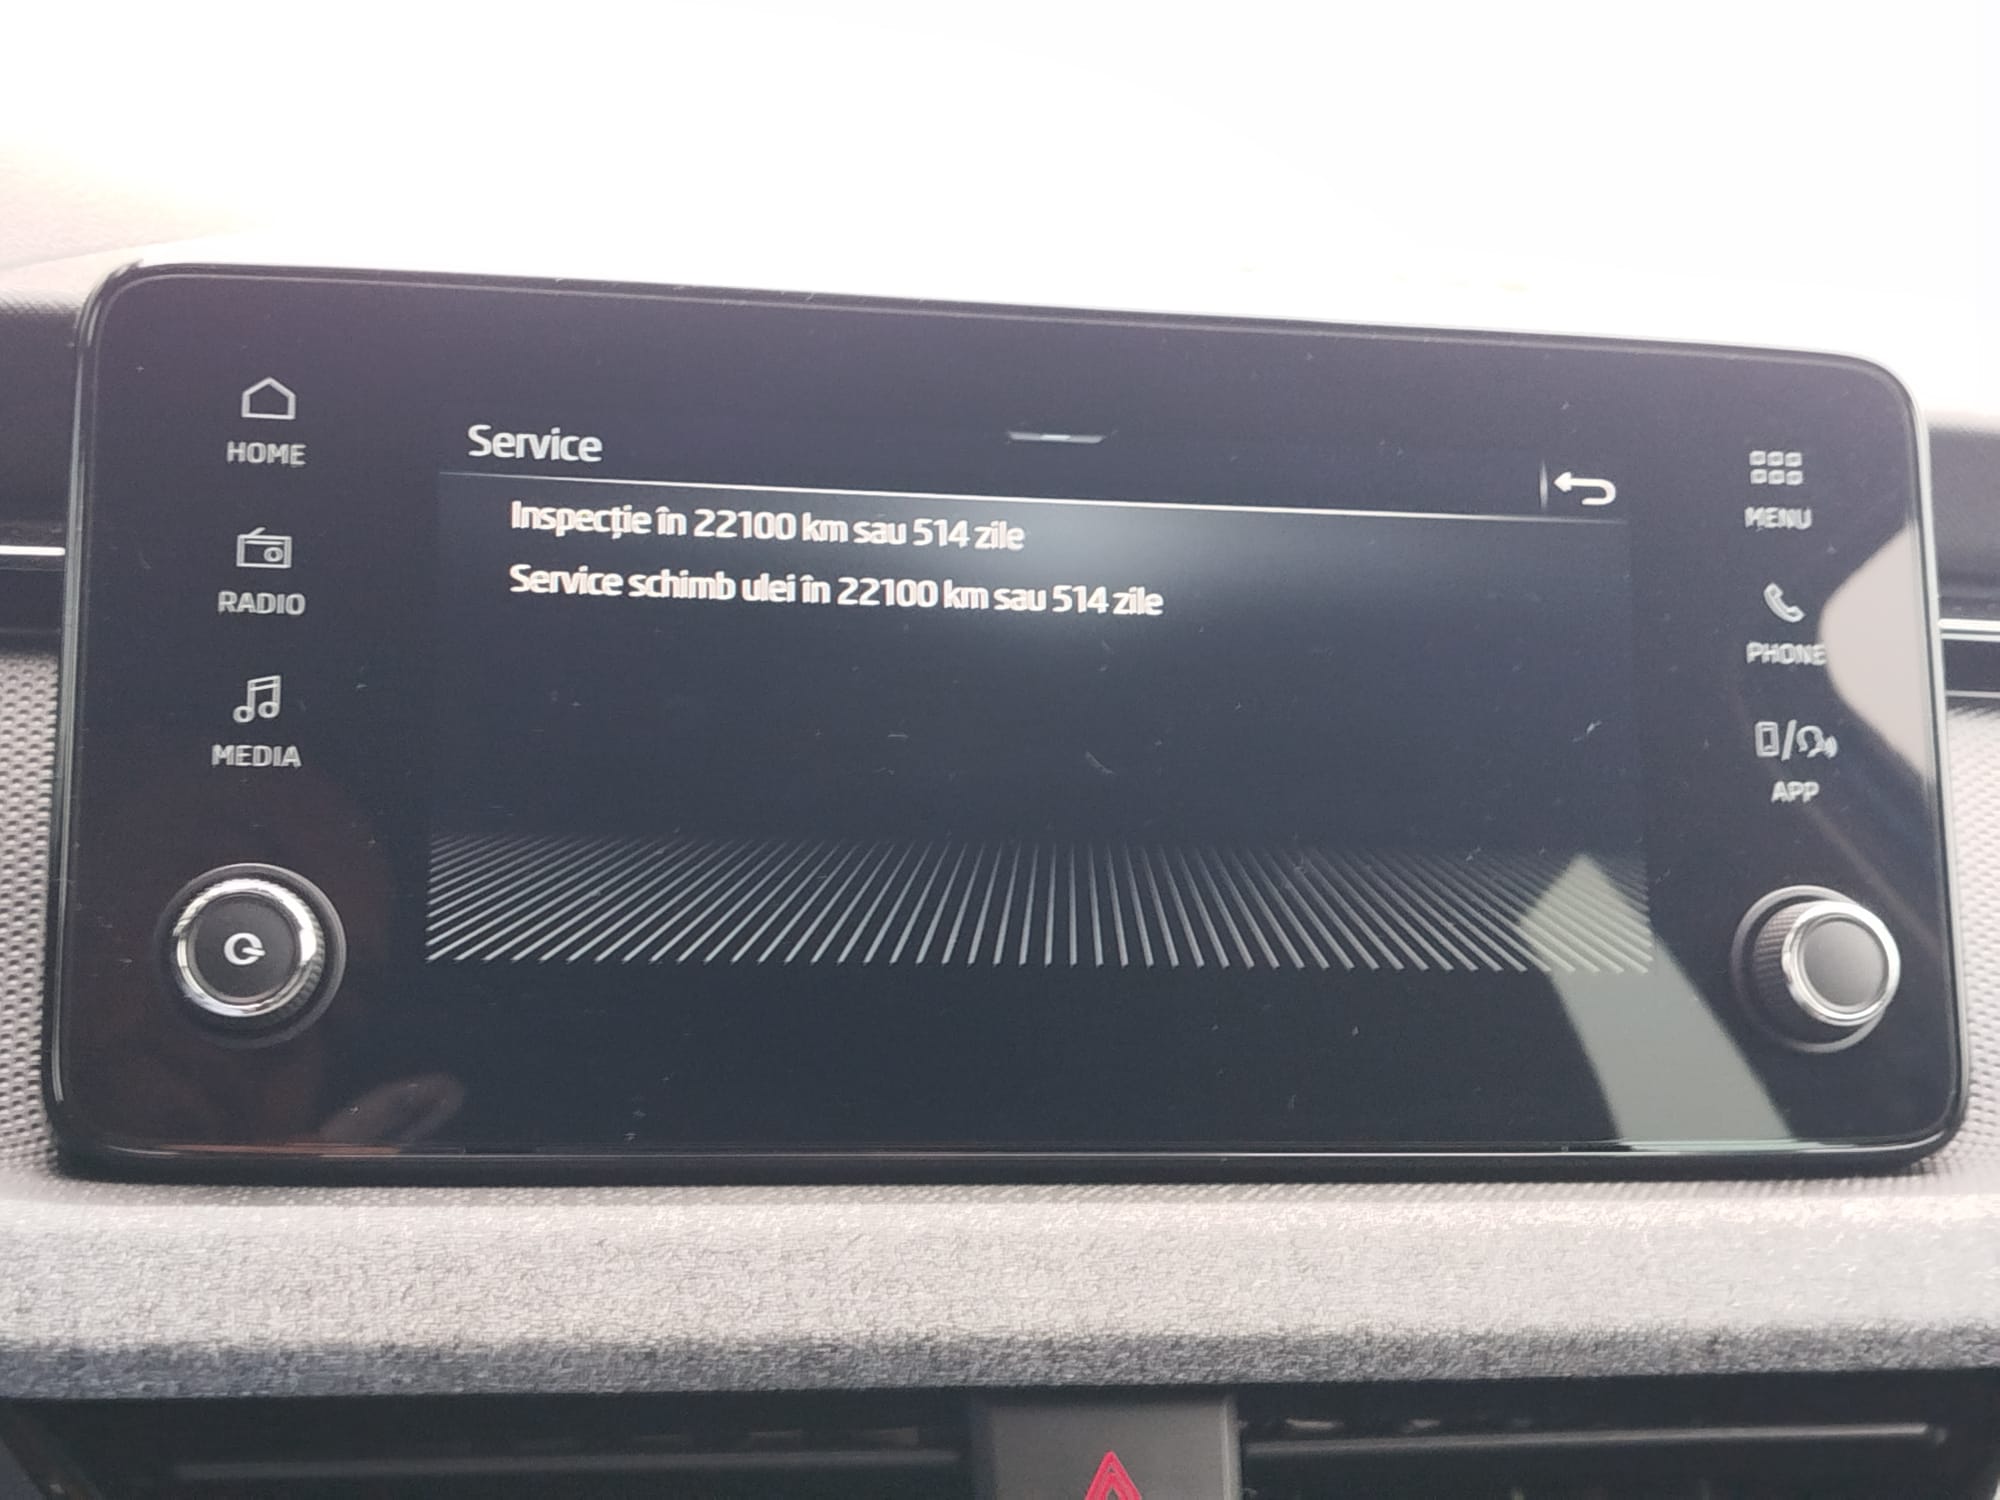 HOME
RADIO
MEDIA
Service
Inspecție în 22100 km sau 514 zile
Service schimb ulei în 22100 km sau 514 zile
MENU
PHONE
APP